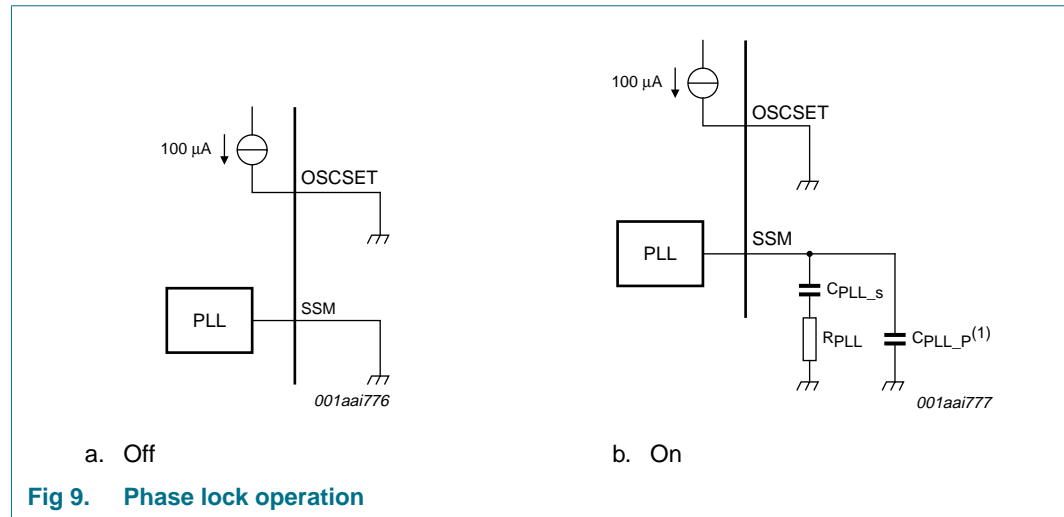 100 μA
OSCSET
PLL
SSM
001aai776
100 μA
OSCSET
PLL
SSM
CPLL_s
RPLL
CPLL_P(1)
001aai777
a. Off
b. On
Fig 9. Phase lock operation